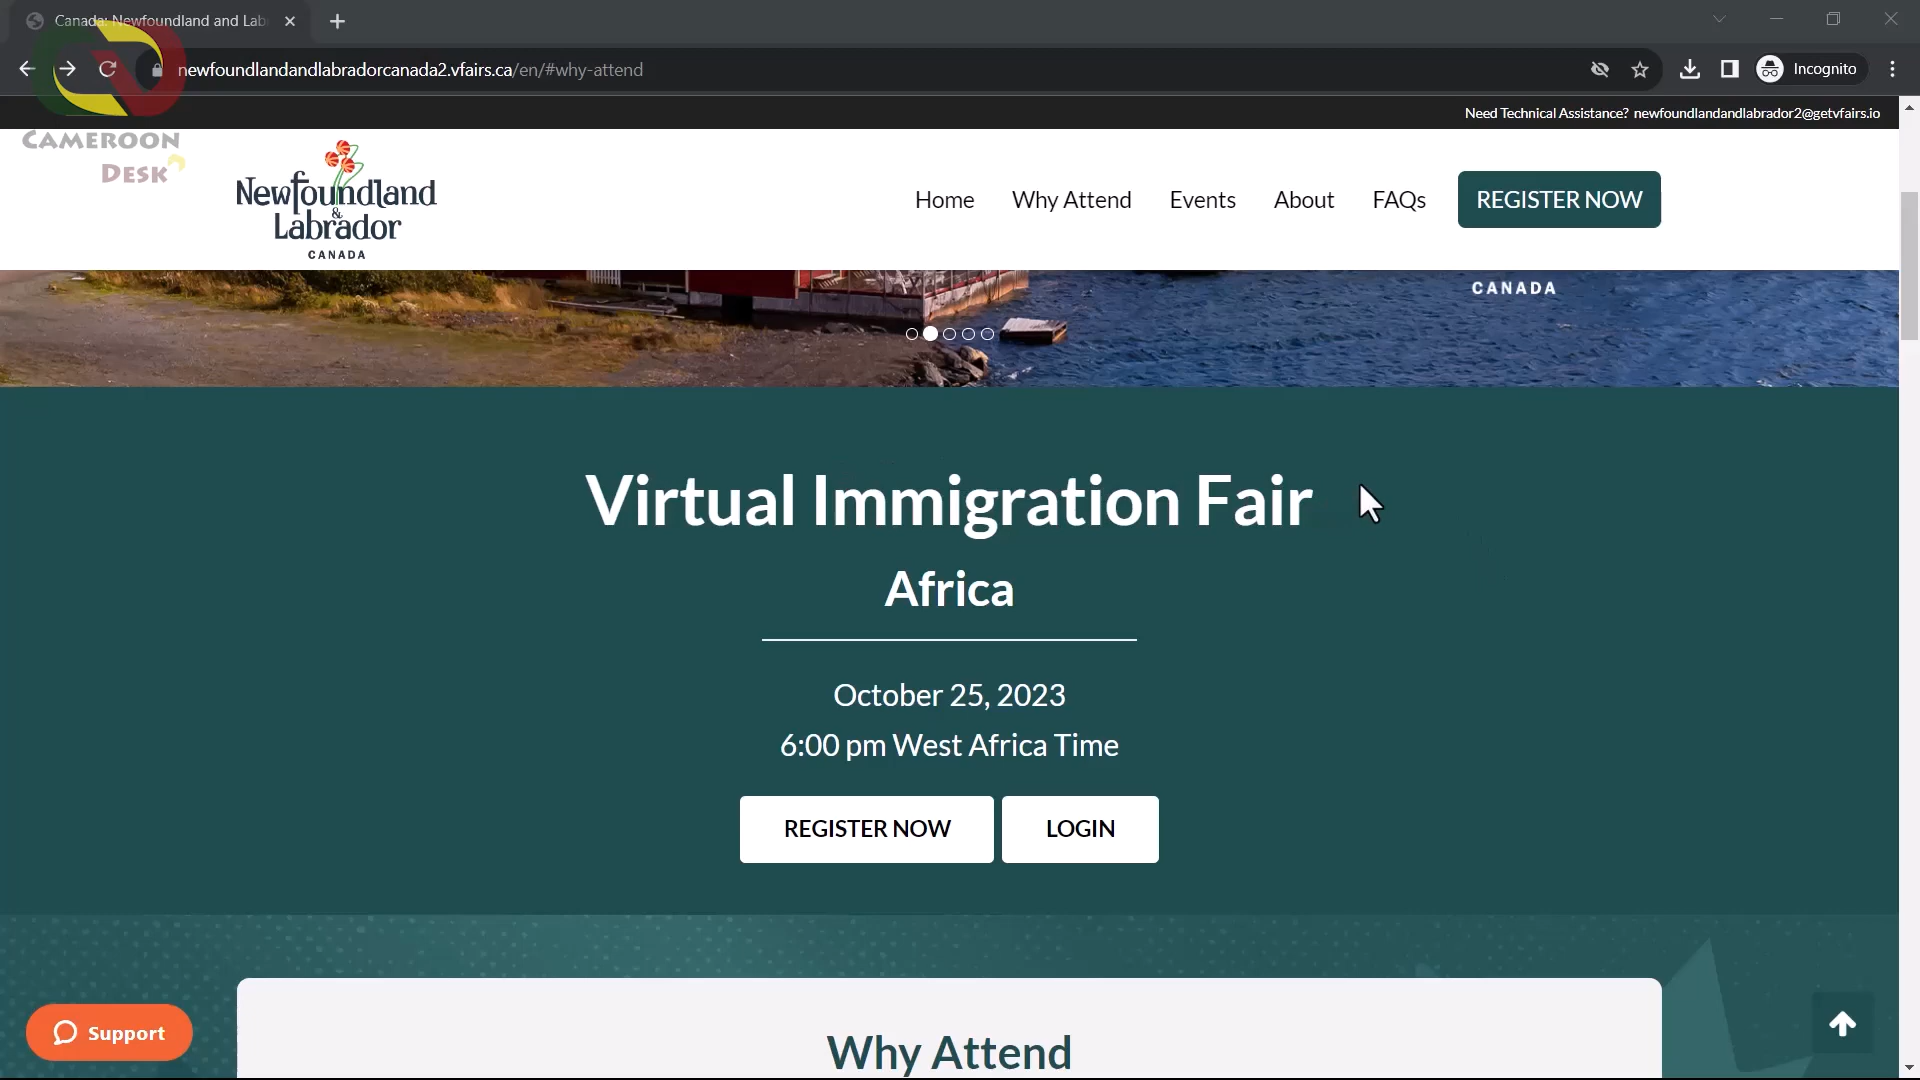 Canada: Newfoundland and Lab
newfoundlandandlabradorcanada2.vfairs.ca/en/#why-attend
Incognito
Need Technical Assistance? newfoundlandandlabrador2@getvfairs.io
CAMEROON
DESK
Newfoundland
&
Labrador
CANADA
Home
Why Attend
Events
About
FAQs
REGISTER NOW
CANADA
Virtual Immigration Fair
Africa
October 25, 2023
6:00 pm West Africa Time
REGISTER NOW
LOGIN
Support
Why Attend